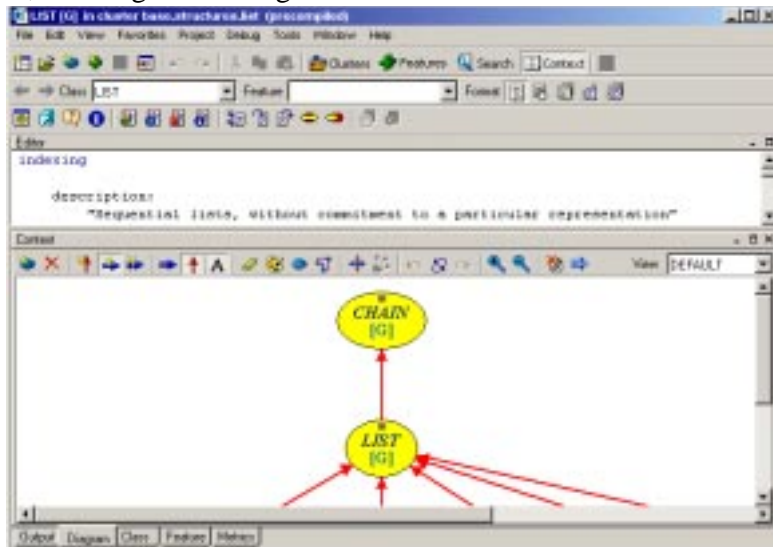 LIST [G] in cluster base.structures.list (precompiled)
File Edit View Favorites Project Debug Tools Window Help
Clusters Features Search Context
Class LIST Feature Format
Editor
indexing
description:
"Sequential lists, without commitment to a particular representation"
Context
View DEFAULT
CHAIN
[G]
LIST
[G]
Output Diagram Class Feature Metrics